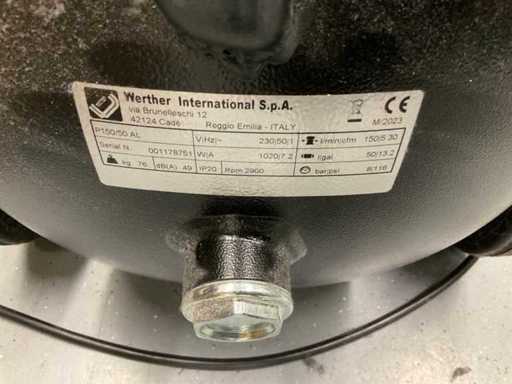 Werther International S.p.A.
via Brunelleschi 12
42124 Cadè Reggio Emilia - ITALY
CE
M/2023
P150/50 AL V/Hz/~ 230/50/1 l/min/cfm 150/5.30
Serial N. 001178751 W/A 1020/7.2 l/gal 50/13.2
kg 76 dB(A) 49 IP20 Rpm 2900 bar/psi 8/116